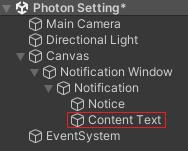 Photon Setting*
Main Camera
Directional Light
Canvas
Notification Window
Notification
Notice
Content Text
EventSystem